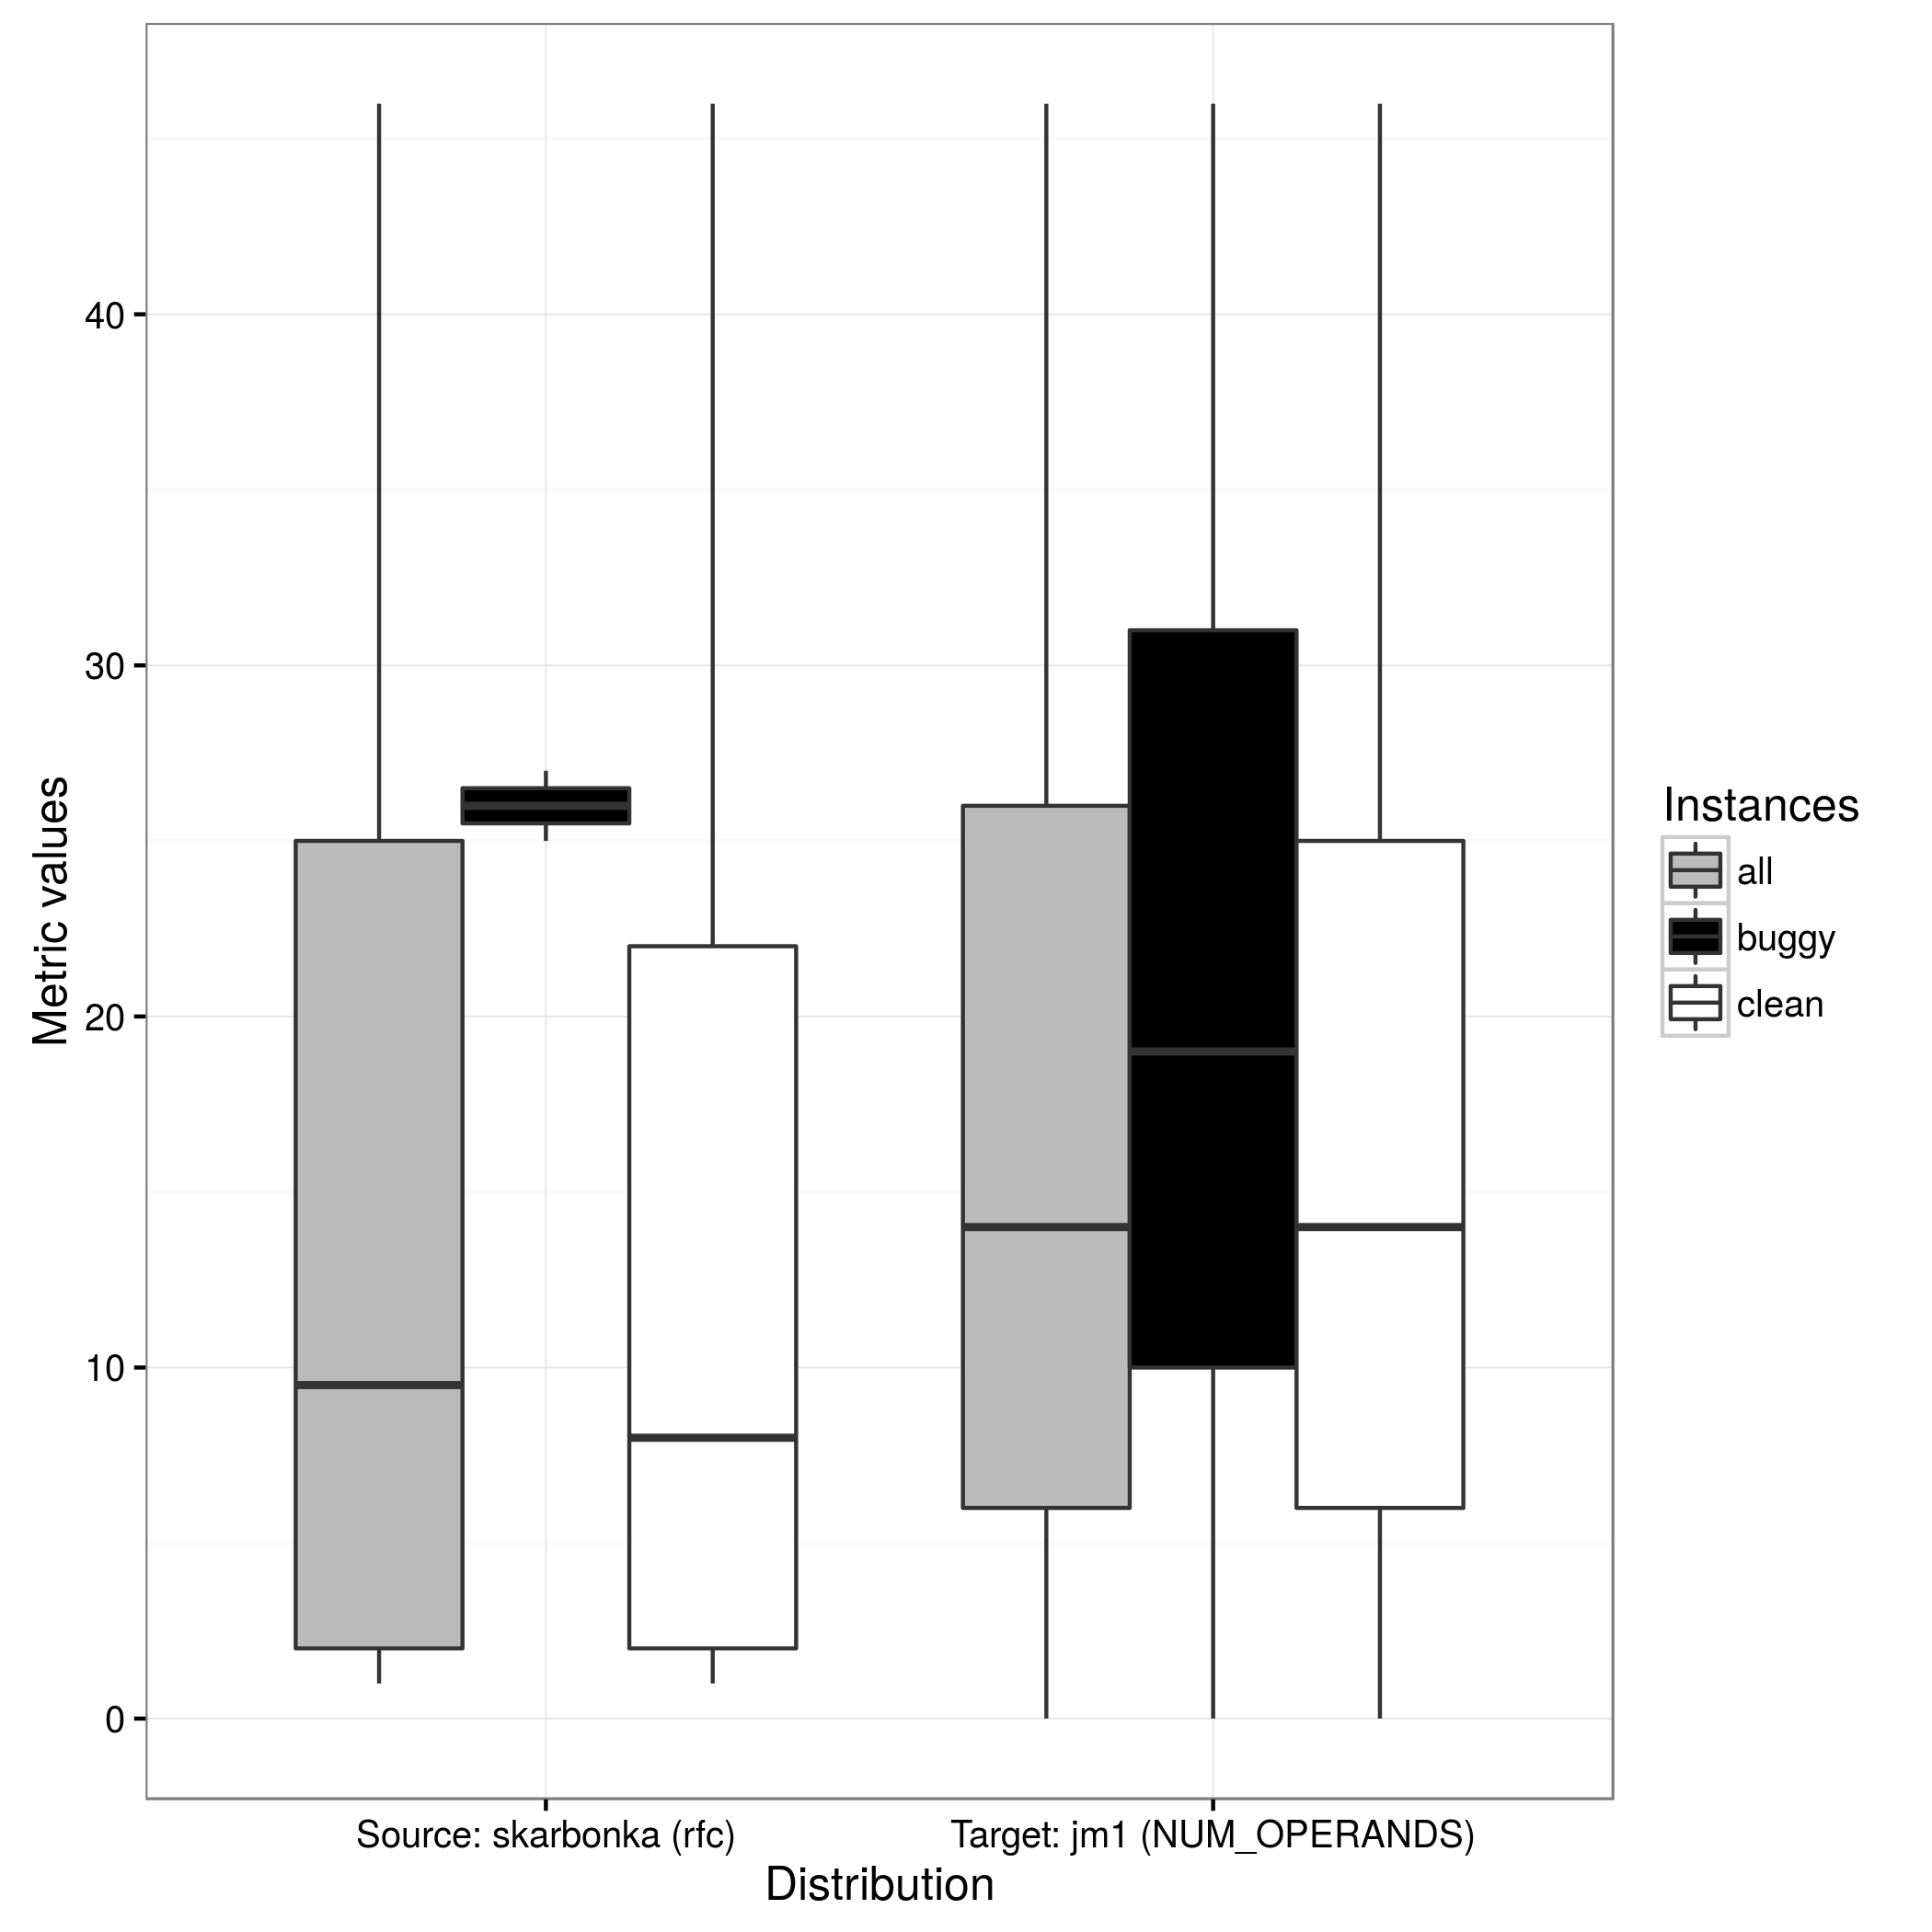 Metric values
40
30
20
10
0
Source: skarbonka (rfc)
Target: jm1 (NUM_OPERANDS)
Distribution
Instances
all
buggy
clean